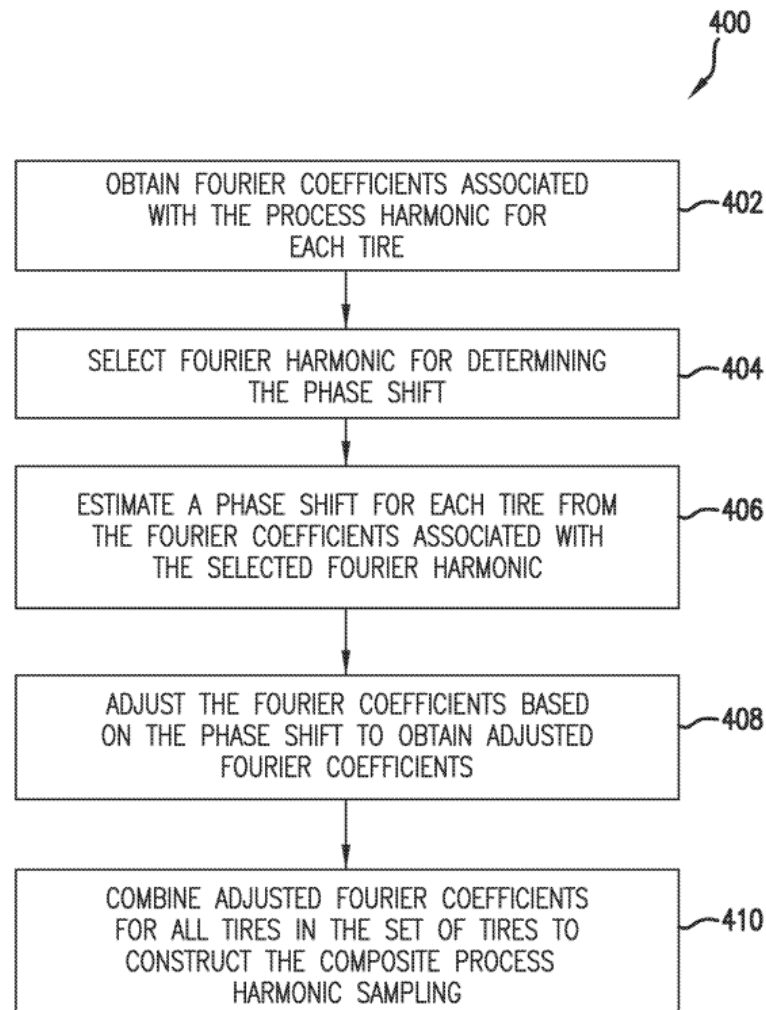 400
OBTAIN FOURIER COEFFICIENTS ASSOCIATED
WITH THE PROCESS HARMONIC FOR
EACH TIRE
402
SELECT FOURIER HARMONIC FOR DETERMINING
THE PHASE SHIFT
404
ESTIMATE A PHASE SHIFT FOR EACH TIRE FROM
THE FOURIER COEFFICIENTS ASSOCIATED WITH
THE SELECTED FOURIER HARMONIC
406
ADJUST THE FOURIER COEFFICIENTS BASED
ON THE PHASE SHIFT TO OBTAIN ADJUSTED
FOURIER COEFFICIENTS
408
COMBINE ADJUSTED FOURIER COEFFICIENTS
FOR ALL TIRES IN THE SET OF TIRES TO
CONSTRUCT THE COMPOSITE PROCESS
HARMONIC SAMPLING
410